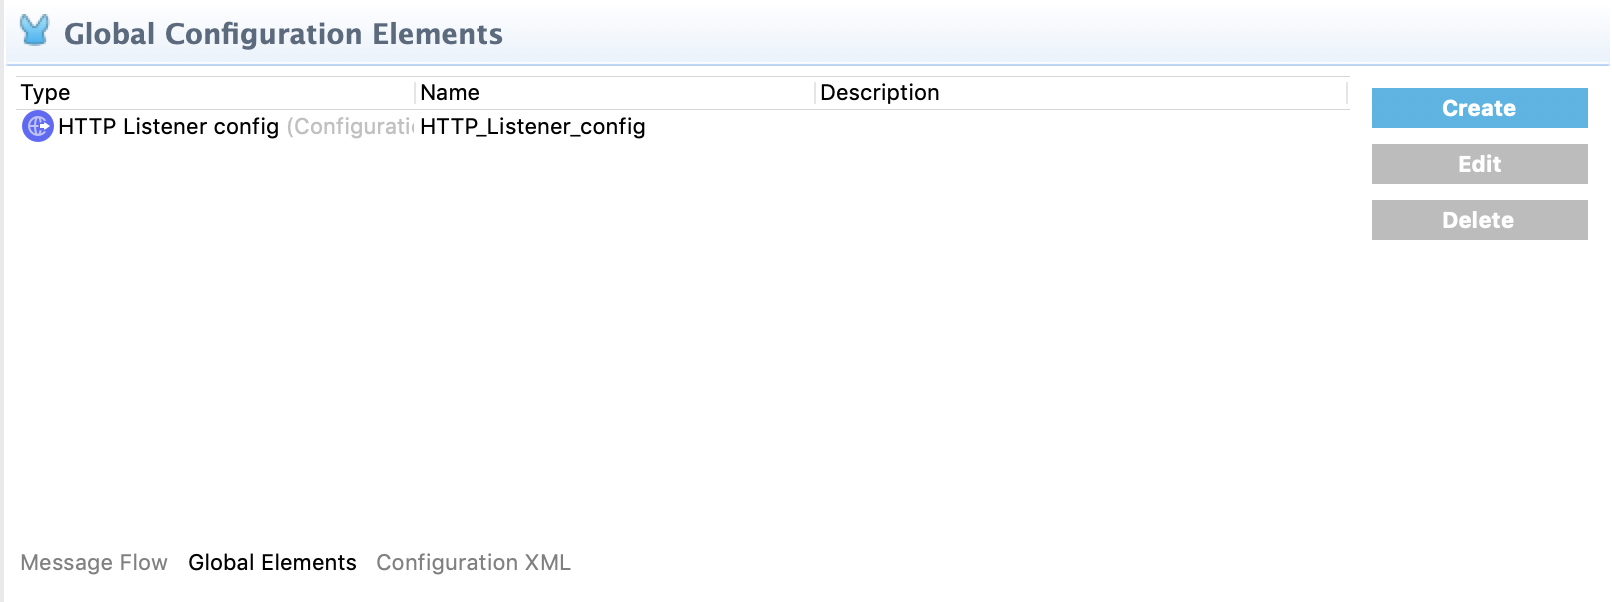 Global Configuration Elements
Type Name Description
HTTP Listener config (Configurati HTTP_Listener_config
Create
Edit
Delete
Message Flow Global Elements Configuration XML